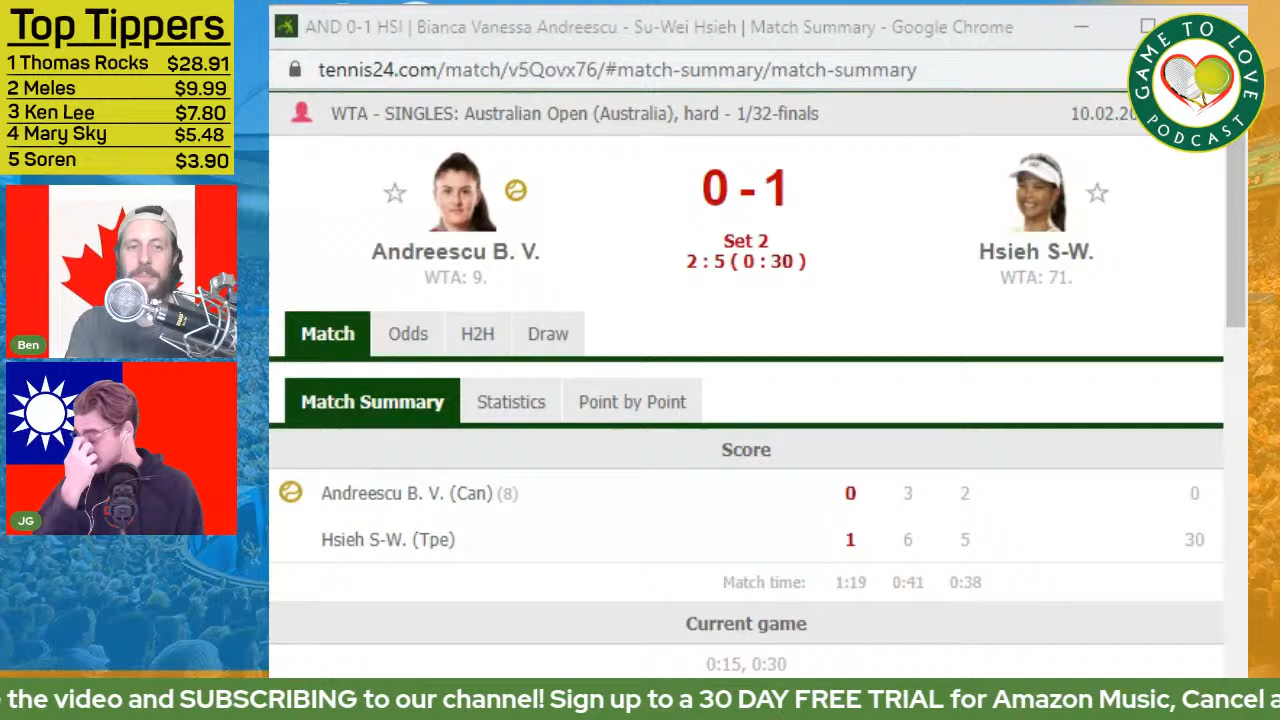 Top Tippers
1 Thomas Rocks $28.91
2 Meles $9.99
3 Ken Lee $7.80
4 Mary Sky $5.48
5 Soren $3.90
Ben
JG
AND 0-1 HSI | Bianca Vanessa Andreescu - Su-Wei Hsieh | Match Summary - Google Chrome
tennis24.com/match/v5Qovx76/#match-summary/match-summary
GAME TO LOVE
PODCAST
WTA - SINGLES: Australian Open (Australia), hard - 1/32-finals
10.02.20
0 - 1
Set 2
2 : 5 ( 0 : 30 )
Andreescu B. V.
WTA: 9.
Hsieh S-W.
WTA: 71.
Match Odds H2H Draw
Match Summary Statistics Point by Point
Score
Andreescu B. V. (Can) (8) 0 3 2 0
Hsieh S-W. (Tpe) 1 6 5 30
Match time: 1:19 0:41 0:38
Current game
0:15, 0:30
the video and SUBSCRIBING to our channel! Sign up to a 30 DAY FREE TRIAL for Amazon Music, Cancel a